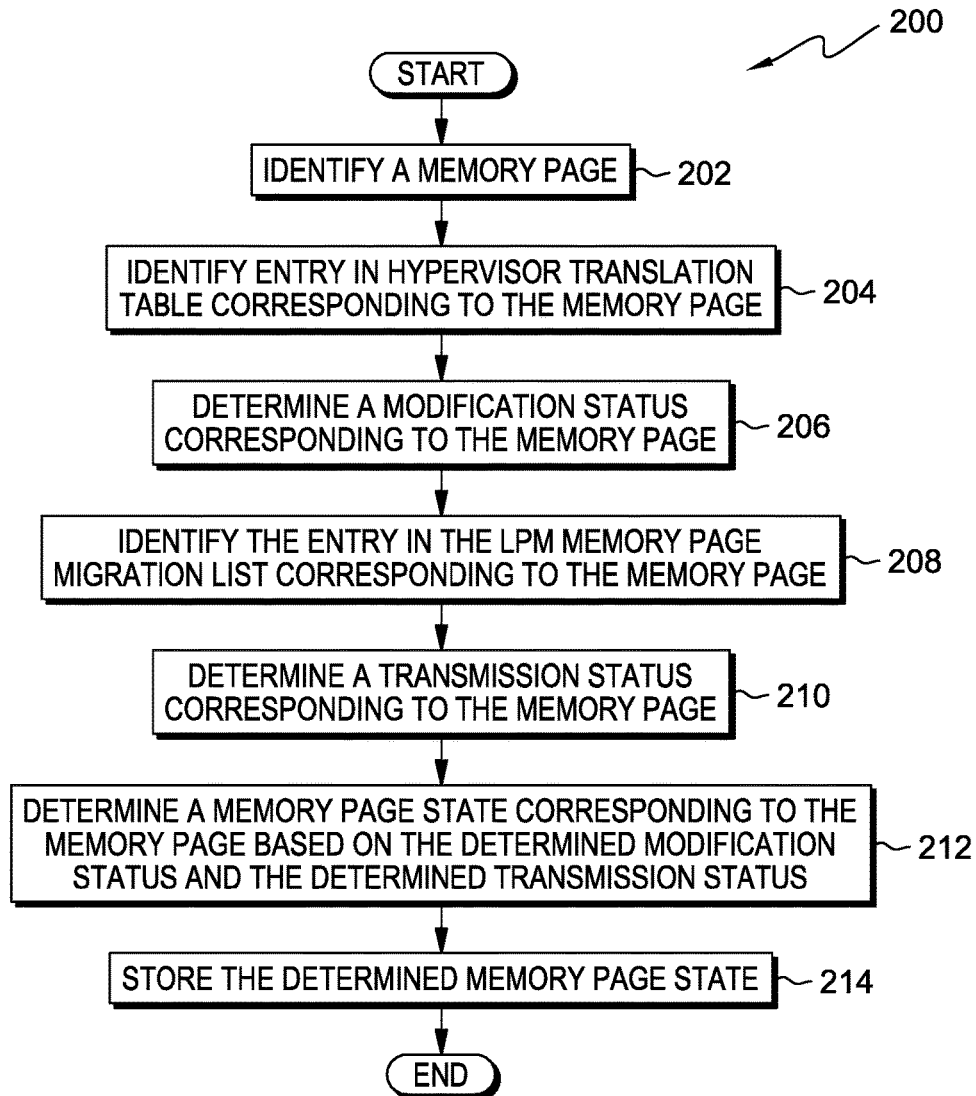 200
START
IDENTIFY A MEMORY PAGE
202
IDENTIFY ENTRY IN HYPERVISOR TRANSLATION
TABLE CORRESPONDING TO THE MEMORY PAGE
204
DETERMINE A MODIFICATION STATUS
CORRESPONDING TO THE MEMORY PAGE
206
IDENTIFY THE ENTRY IN THE LPM MEMORY PAGE
MIGRATION LIST CORRESPONDING TO THE MEMORY PAGE
208
DETERMINE A TRANSMISSION STATUS
CORRESPONDING TO THE MEMORY PAGE
210
DETERMINE A MEMORY PAGE STATE CORRESPONDING TO THE
MEMORY PAGE BASED ON THE DETERMINED MODIFICATION
STATUS AND THE DETERMINED TRANSMISSION STATUS
212
STORE THE DETERMINED MEMORY PAGE STATE
214
END